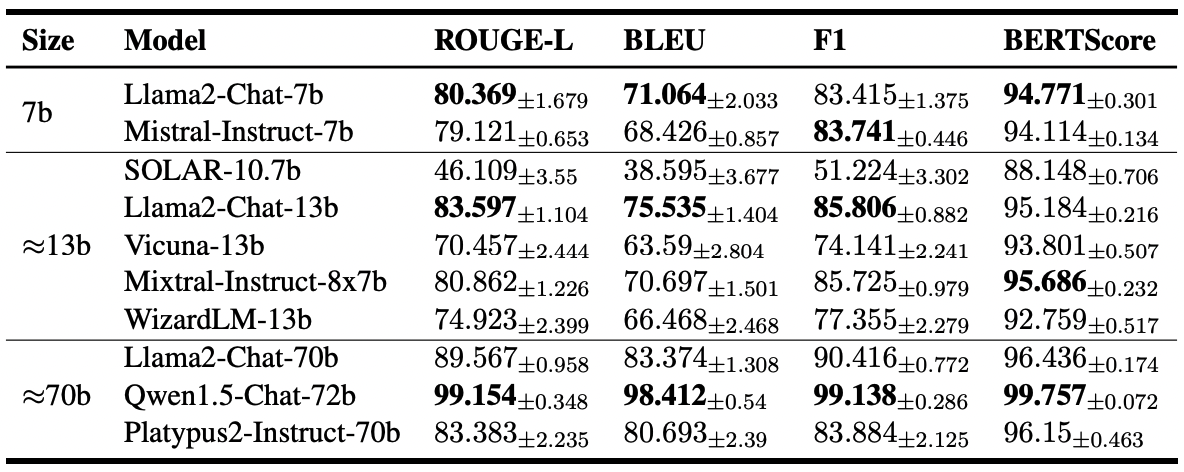 Size Model ROUGE-L BLEU F1 BERTScore
7b Llama2-Chat-7b 80.369±1.679 71.064±2.033 83.415±1.375 94.771±0.301
Mistral-Instruct-7b 79.121±0.653 68.426±0.857 83.741±0.446 94.114±0.134
SOLAR-10.7b 46.109±3.55 38.595±3.677 51.224±3.302 88.148±0.706
Llama2-Chat-13b 83.597±1.104 75.535±1.404 85.806±0.882 95.184±0.216
≈13b Vicuna-13b 70.457±2.444 63.59±2.804 74.141±2.241 93.801±0.507
Mixtral-Instruct-8x7b 80.862±1.226 70.697±1.501 85.725±0.979 95.686±0.232
WizardLM-13b 74.923±2.399 66.468±2.468 77.355±2.279 92.759±0.517
Llama2-Chat-70b 89.567±0.958 83.374±1.308 90.416±0.772 96.436±0.174
≈70b Qwen1.5-Chat-72b 99.154±0.348 98.412±0.54 99.138±0.286 99.757±0.072
Platypus2-Instruct-70b 83.383±2.235 80.693±2.39 83.884±2.125 96.15±0.463